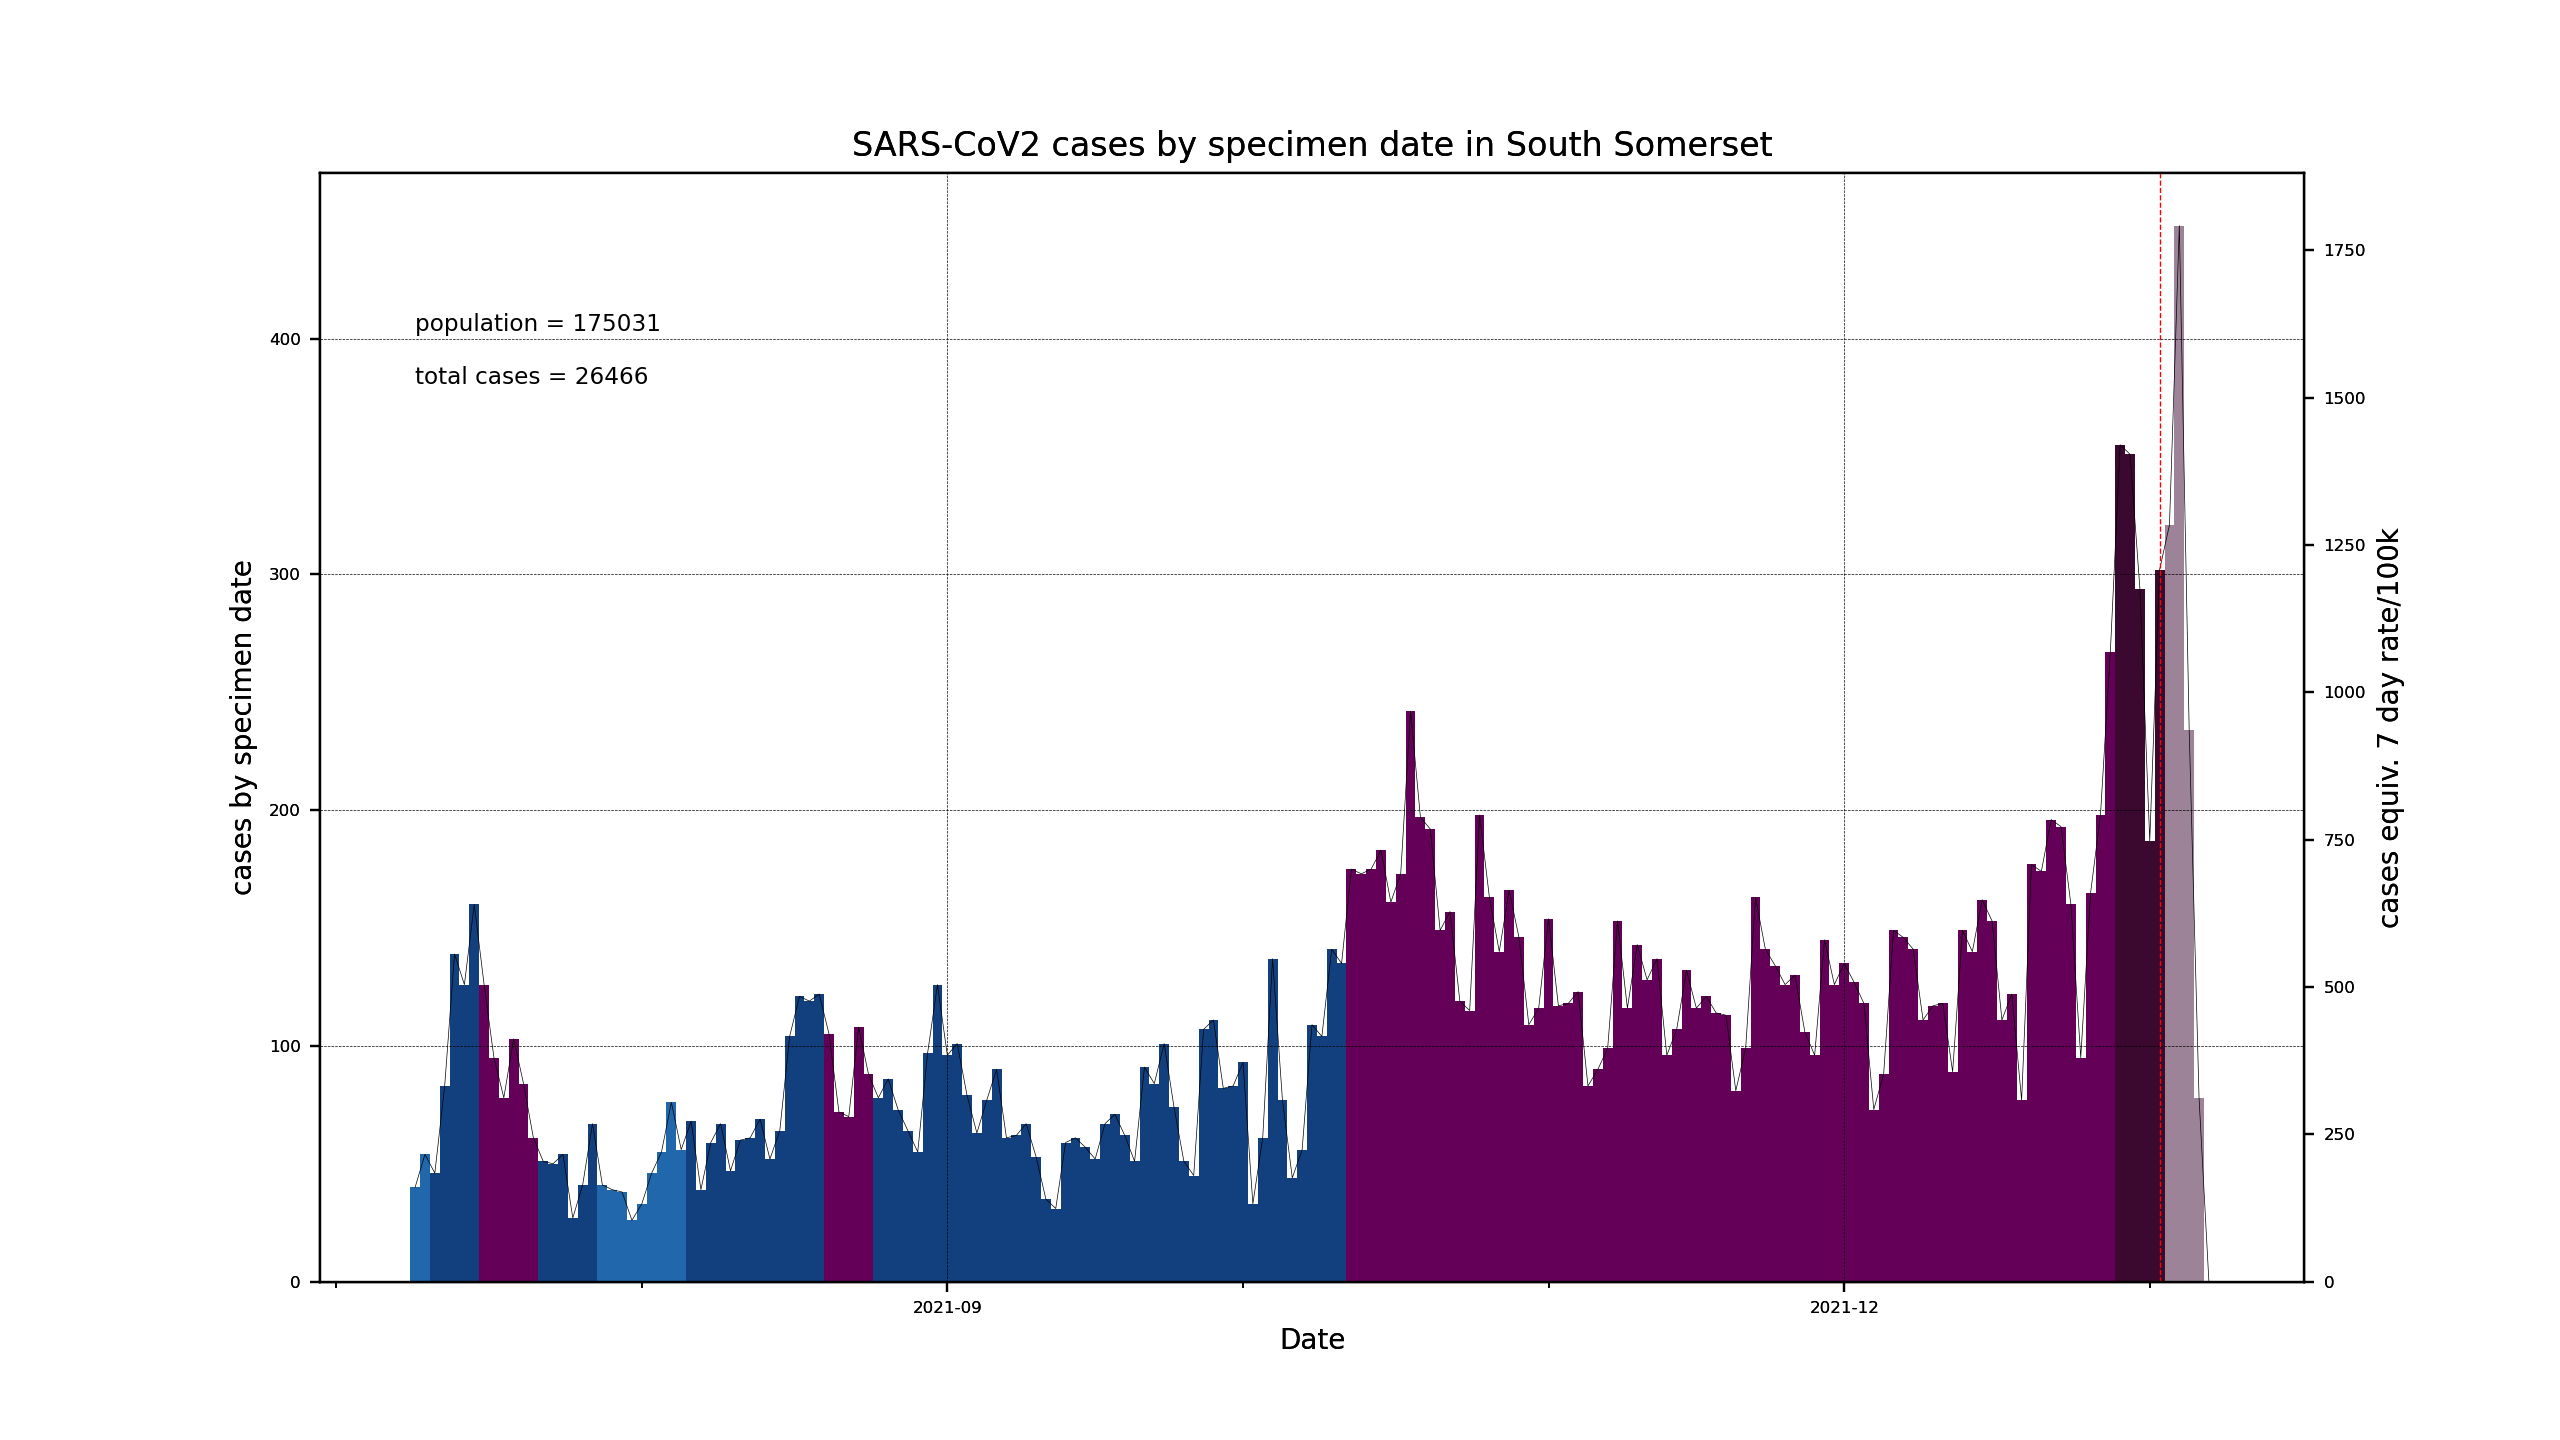 SARS-CoV2 cases by specimen date in South Somerset
population = 175031
total cases = 26466
cases by specimen date
400
300
200
100
0
1750
1500
1250
1000
750
500
250
0
cases equiv. 7 day rate/100k
2021-09
2021-12
Date